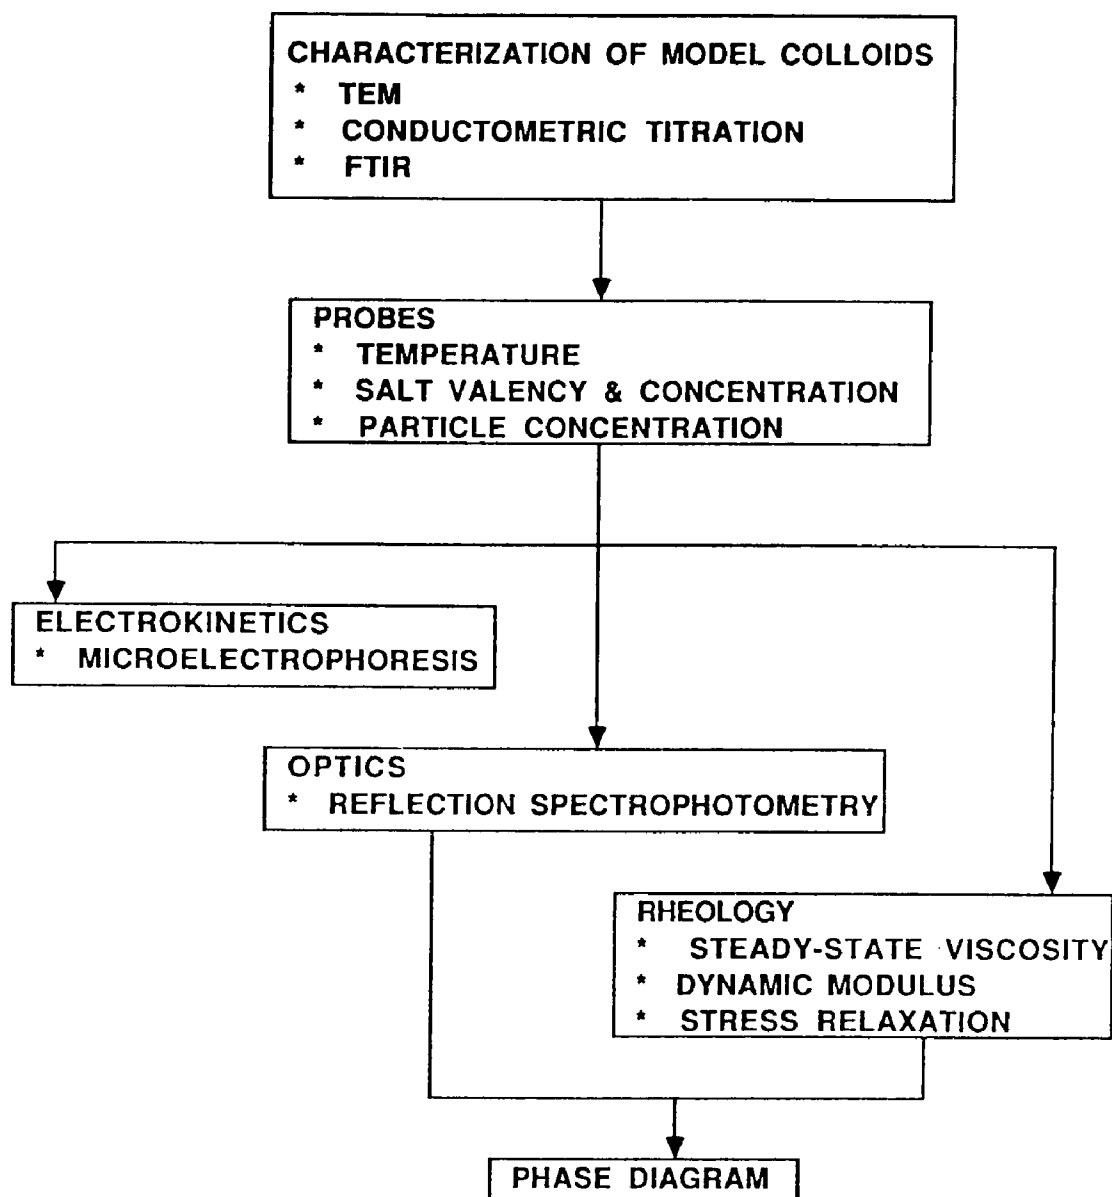 CHARACTERIZATION OF MODEL COLLOIDS
* TEM
* CONDUCTOMETRIC TITRATION
* FTIR
PROBES
* TEMPERATURE
* SALT VALENCY & CONCENTRATION
* PARTICLE CONCENTRATION
ELECTROKINETICS
* MICROELECTROPHORESIS
OPTICS
* REFLECTION SPECTROPHOTOMETRY
RHEOLOGY
* STEADY-STATE VISCOSITY
* DYNAMIC MODULUS
* STRESS RELAXATION
PHASE DIAGRAM